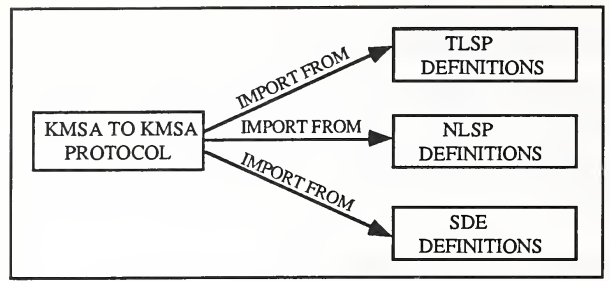 KMSA TO KMSA
PROTOCOL
IMPORT FROM
TLSP
DEFINITIONS
IMPORT FROM
NLSP
DEFINITIONS
IMPORT FROM
SDE
DEFINITIONS